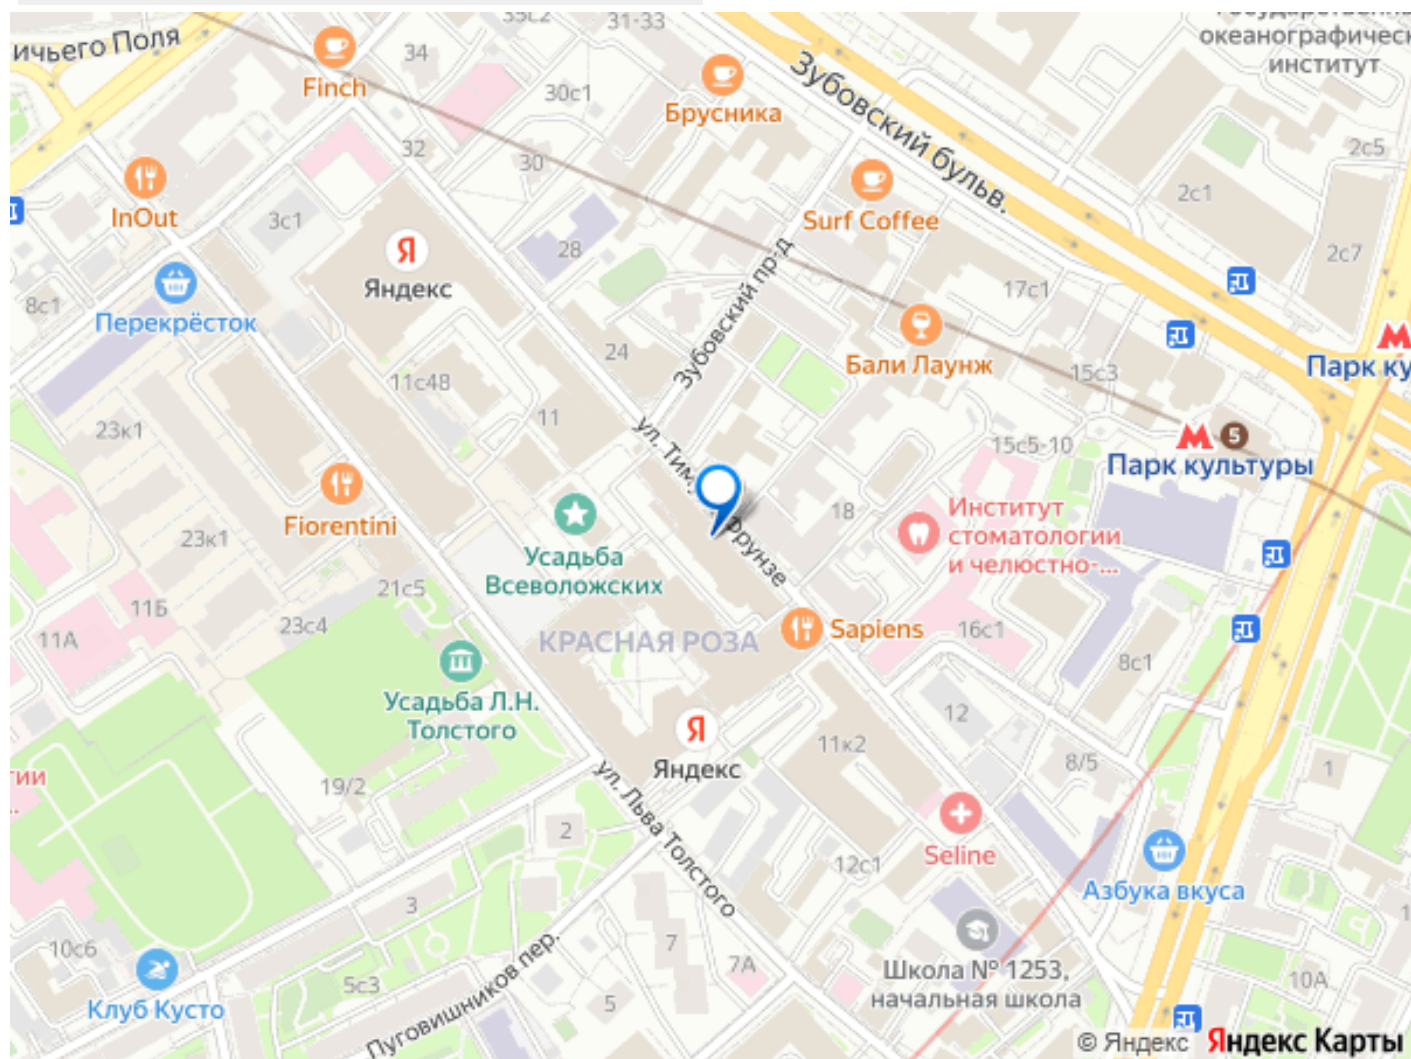 35с2
31-33
океанографическ
институт
ичьего Поля
34
Finch
30с1
Брусника
Зубовский бульв.
2с5
32
30
2с1
InOut
3с1
Surf Coffee
28
2с7
Яндекс
Зубовский пр-д
17с1
8с1
Перекрёсток
24
Бали Лаунж
15с3
Парк ку
11с48
11
23к1
ул. Тиму
Фрунзе
15с5-10
5
Парк культуры
Fiorentini
18
Институт
стоматологии
и челюстно-...
23к1
Усадьба
Всеволожских
21с5
11Б
11А
23с4
КРАСНАЯ РОЗА
Sapiens
16с1
8с1
Усадьба Л.Н.
Толстого
12
Яндекс
11к2
8/5
1
гии
19/2
ул. Льва Толстого
2
Seline
12с1
Азбука вкуса
3
10с6
7
7А
Школа № 1253,
начальная школа
10А
5с3
5
Клуб Кусто
Пуговишников пер.
© Яндекс Яндекс Карты